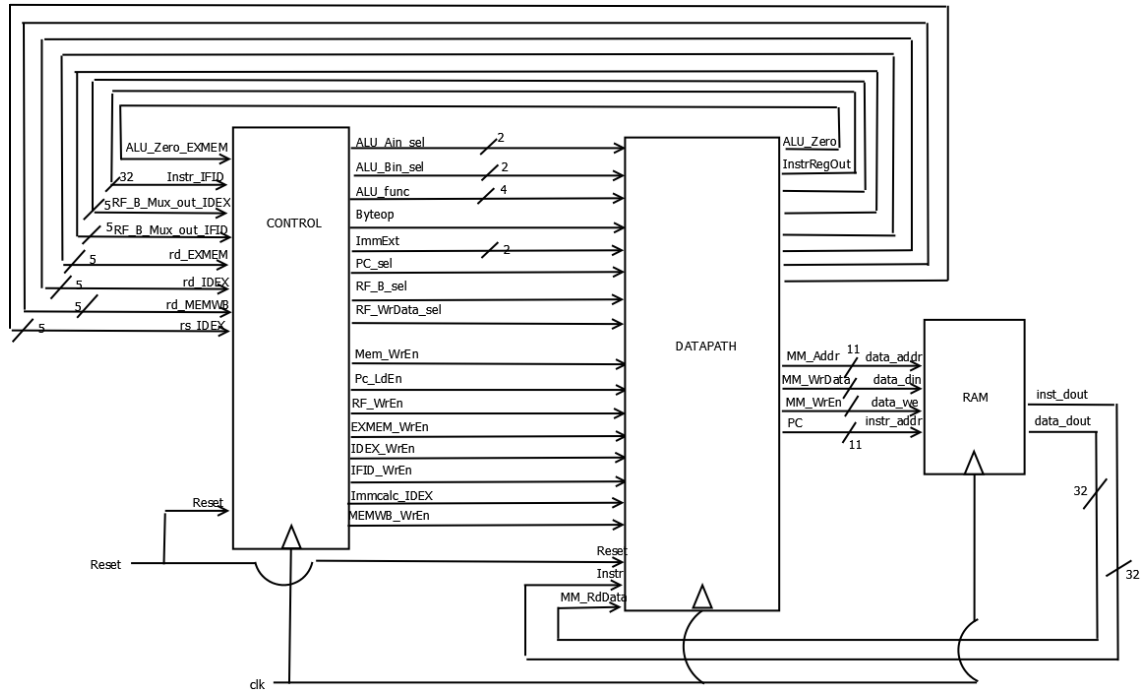 ALU_Zero_EXMEM
32
Instr_IFID
5
RF_B_Mux_out_IDEX
5
RF_B_Mux_out_IFID
5
rd_EXMEM
5
rd_IDEX
5
rd_MEMWB
5
rs_IDEX
Reset
Reset
clk
CONTROL
ALU_Ain_sel
2
ALU_Bin_sel
2
ALU_func
4
Byteop
ImmExt
2
PC_sel
RF_B_sel
RF_WrData_sel
Mem_WrEn
Pc_LdEn
RF_WrEn
EXMEM_WrEn
IDEX_WrEn
IFID_WrEn
Immcalc_IDEX
MEMWB_WrEn
Reset
Instr
MM_RdData
DATAPATH
ALU_Zero
InstrRegOut
MM_Addr
11
data_addr
MM_WrData
data_din
MM_WrEn
data_we
PC
11
instr_addr
RAM
inst_dout
data_dout
32
32